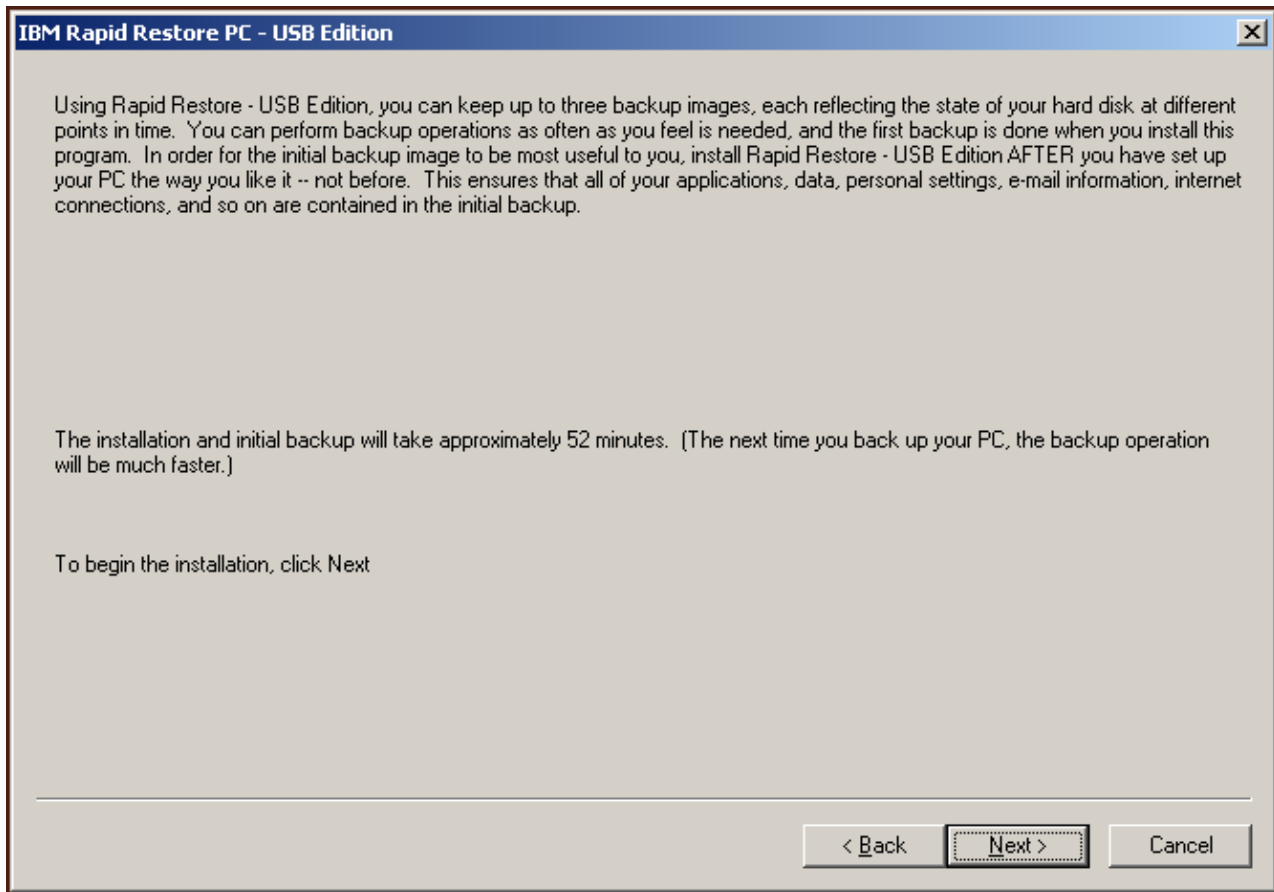 IBM Rapid Restore PC - USB Edition
Using Rapid Restore - USB Edition, you can keep up to three backup images, each reflecting the state of your hard disk at different
points in time.  You can perform backup operations as often as you feel is needed, and the first backup is done when you install this
program.  In order for the initial backup image to be most useful to you, install Rapid Restore - USB Edition AFTER you have set up
your PC the way you like it -- not before.  This ensures that all of your applications, data, personal settings, e-mail information, internet
connections, and so on are contained in the initial backup.
The installation and initial backup will take approximately 52 minutes.  (The next time you back up your PC, the backup operation
will be much faster.)
To begin the installation, click Next
< Back
Next >
Cancel